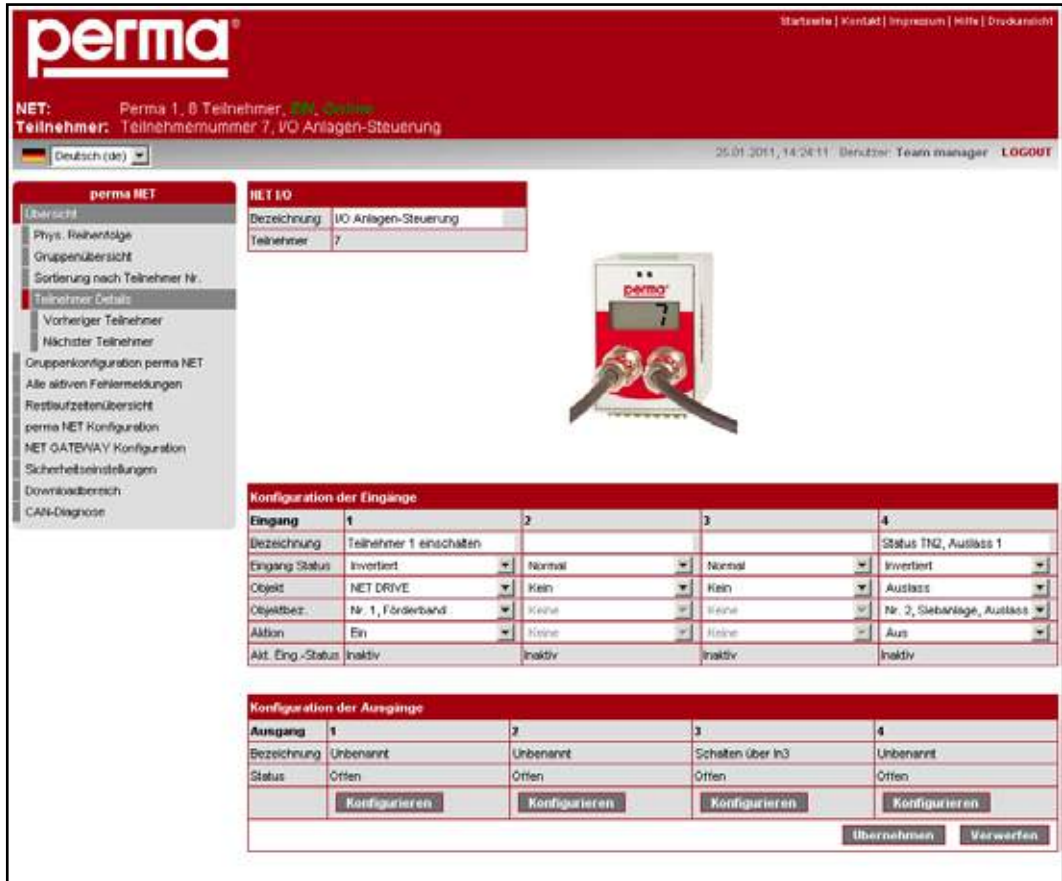 perma®
Startseite | Kontakt | Impressum | Hilfe | Druckansicht
NET: Perma 1, 8 Teilnehmer, EIN, Online
Teilnehmer: Teilnehmernummer 7, I/O Anlagen-Steuerung
Deutsch (de)
25.01.2011, 14:24:11 Benutzer: Team manager LOGOUT
perma NET
Übersicht
Phys. Reihenfolge
Gruppenübersicht
Sortierung nach Teilnehmer Nr.
Teilnehmer Details
Vorheriger Teilnehmer
Nächster Teilnehmer
Gruppenkonfiguration perma NET
Alle aktiven Fehlermeldungen
Restlaufzeitenübersicht
perma NET Konfiguration
NET GATEWAY Konfiguration
Sicherheitseinstellungen
Downloadbereich
CAN-Diagnose
NET I/O
Bezeichnung I/O Anlagen-Steuerung
Teilnehmer 7
perma
7
Konfiguration der Eingänge
Eingang 1 2 3 4
Bezeichnung Teilnehmer 1 einschalten Status TN2, Auslass 1
Eingang Status Invertiert Normal Normal Invertiert
Objekt NET DRIVE Kein Kein Auslass
Objektbez. Nr. 1, Förderband Keine Keine Nr. 2, Siebanlage, Auslass
Aktion Ein Keine Keine Aus
Akt. Eing.-Status Inaktiv Inaktiv Inaktiv Inaktiv
Konfiguration der Ausgänge
Ausgang 1 2 3 4
Bezeichnung Unbenannt Unbenannt Schalten über In3 Unbenannt
Status Offen Offen Offen Offen
Konfigurieren Konfigurieren Konfigurieren Konfigurieren
Übernehmen Verwerfen